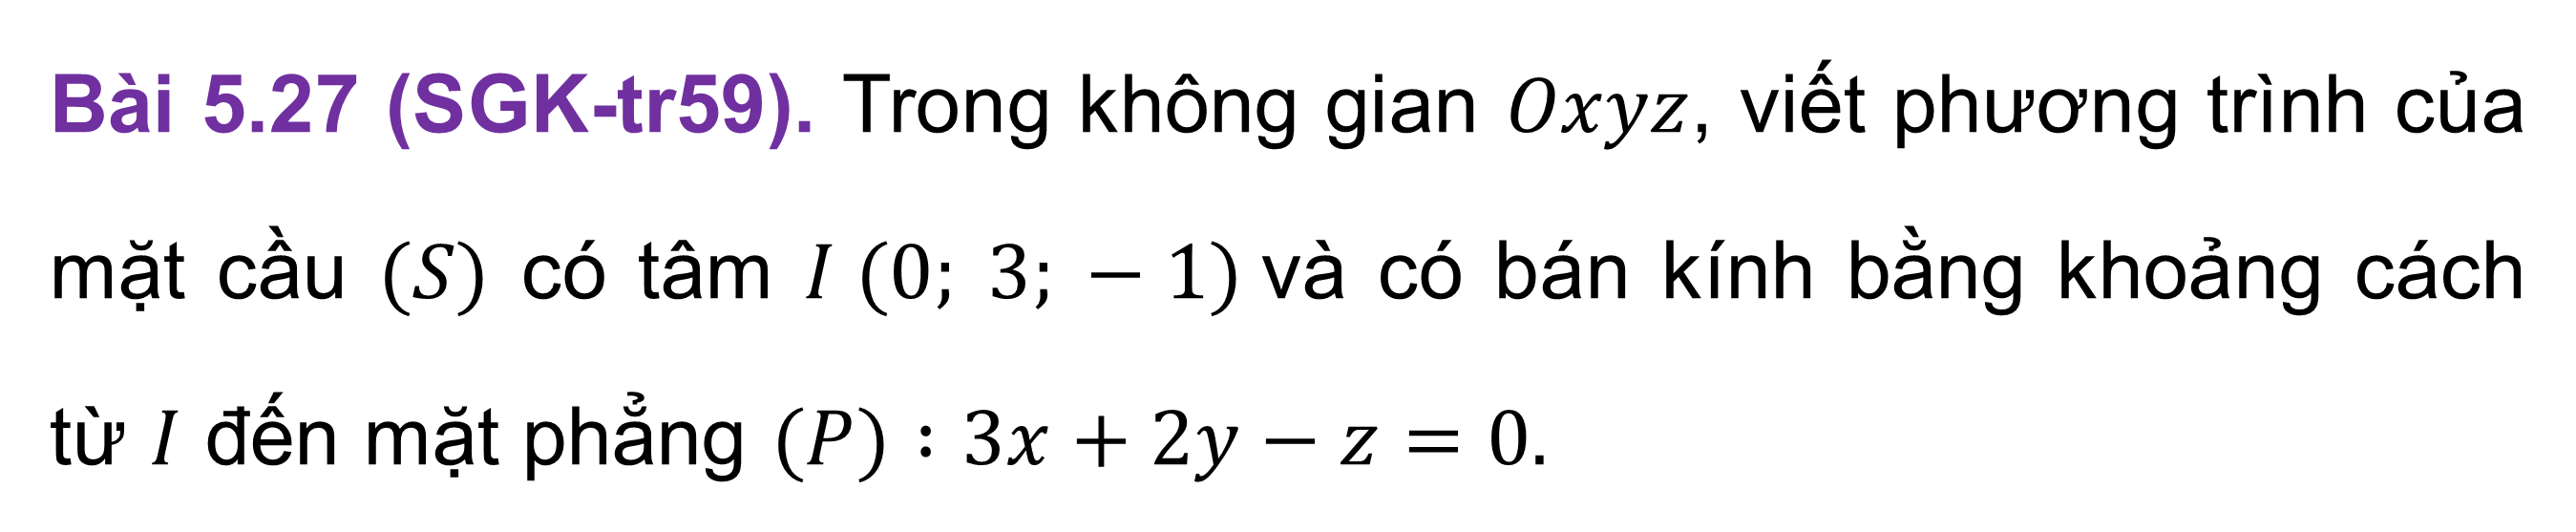 Bài 5.27 (SGK-tr59). Trong không gian Oxyz, viết phương trình của
mặt cầu (S) có tâm I (0; 3; − 1) và có bán kính bằng khoảng cách
từ I đến mặt phẳng (P) : 3x + 2y − z = 0.